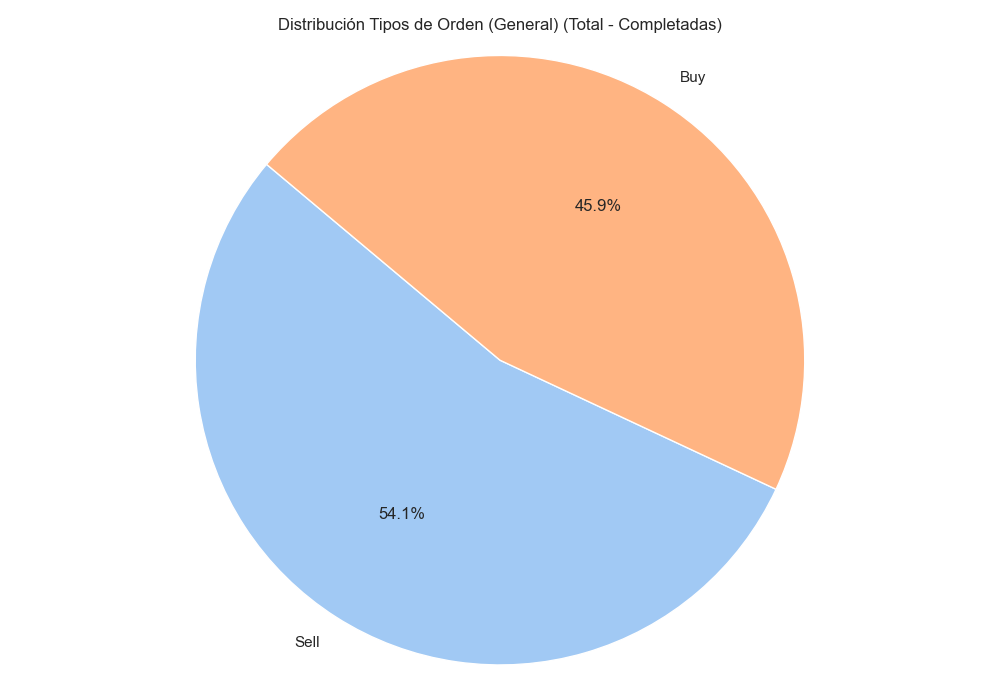 Distribución Tipos de Orden (General) (Total - Completadas)
Buy
45.9%
54.1%
Sell